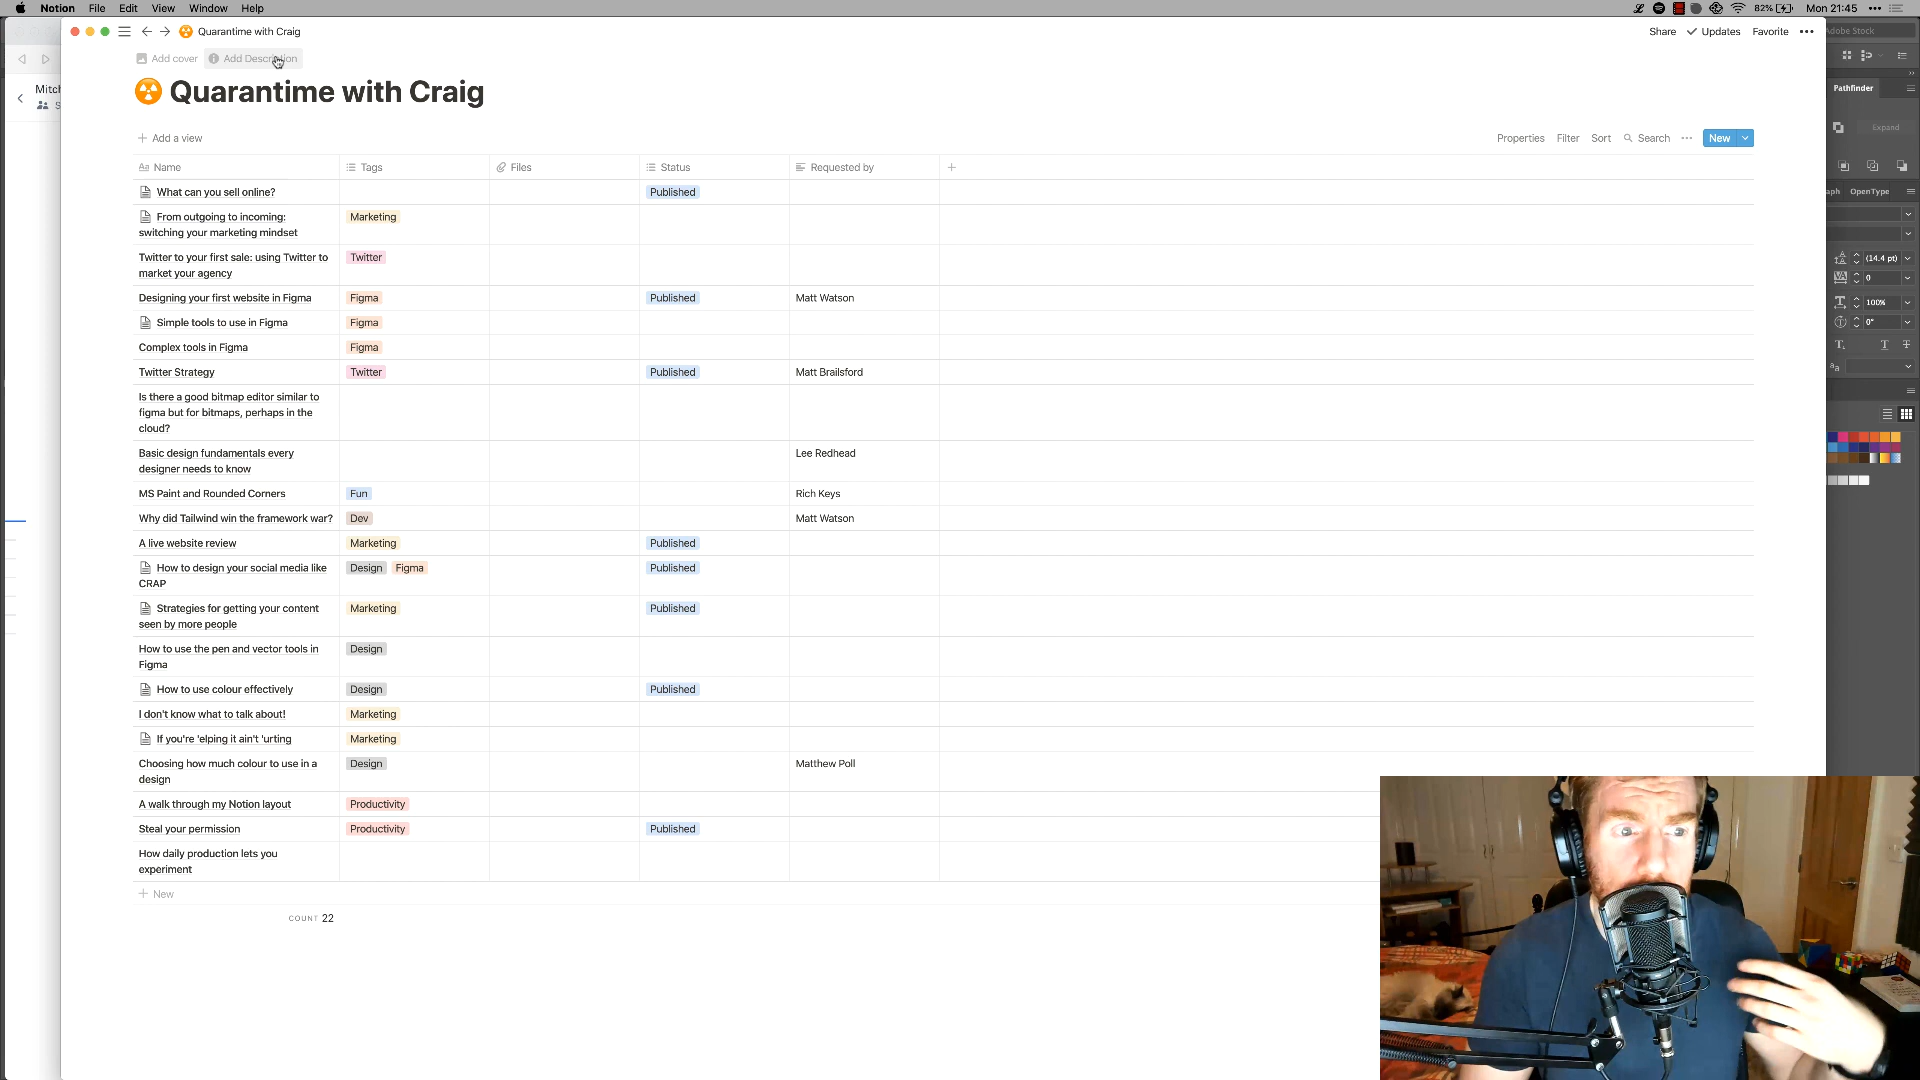 Notion File Edit View Window Help 82% Mon 21:45
Quarantime with Craig Share Updates Favorite
Adobe Stock
Add cover Add Description
Mitch
Quarantime with Craig
Pathfinder
Expand
Add a view Properties Filter Sort Search New
Name Tags Files Status Requested by
OpenType
What can you sell online? Published
From outgoing to incoming: Marketing
switching your marketing mindset
Twitter to your first sale: using Twitter to Twitter
market your agency
(14.4 pt)
0
Designing your first website in Figma Figma Published Matt Watson
100%
Simple tools to use in Figma Figma
0°
Complex tools in Figma Figma
Twitter Strategy Twitter Published Matt Brailsford
Is there a good bitmap editor similar to
figma but for bitmaps, perhaps in the
cloud?
Basic design fundamentals every Lee Redhead
designer needs to know
MS Paint and Rounded Corners Fun Rich Keys
Why did Tailwind win the framework war? Dev Matt Watson
A live website review Marketing Published
How to design your social media like Design Figma Published
CRAP
Strategies for getting your content Marketing Published
seen by more people
How to use the pen and vector tools in Design
Figma
How to use colour effectively Design Published
I don't know what to talk about! Marketing
If you're 'elping it ain't 'urting Marketing
Choosing how much colour to use in a Design Matthew Poll
design
A walk through my Notion layout Productivity
Steal your permission Productivity Published
How daily production lets you
experiment
New
COUNT 22